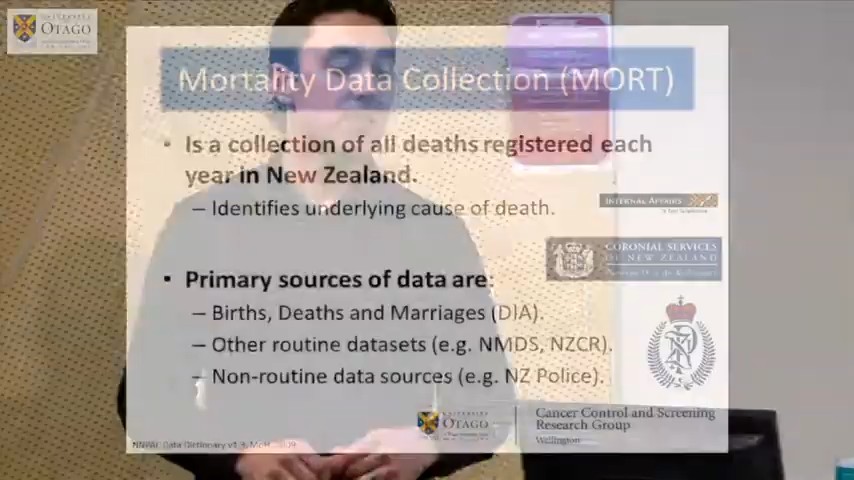 UNIVERSITY
OTAGO
Mortality Data Collection (MORT)
• Is a collection of all deaths registered each
year in New Zealand.
– Identifies underlying cause of death.
INTERNAL AFFAIRS
CORONIAL SERVICES
OF NEW ZEALAND
• Primary sources of data are:
– Births, Deaths and Marriages (DIA).
– Other routine datasets (e.g. NMDS, NZCR).
– Non-routine data sources (e.g. NZ Police).
UNIVERSITY
OTAGO
Cancer Control and Screening
Research Group
Wellington
Data Dictionary